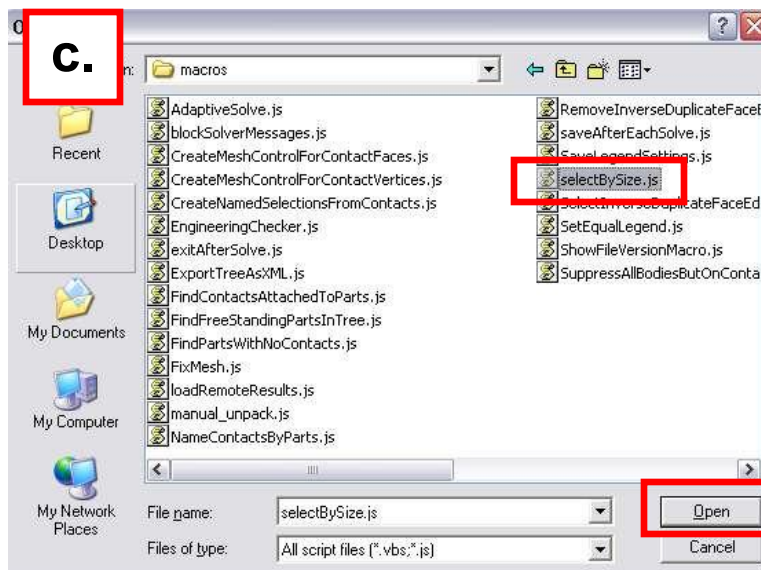 O
c.
n:
macros
Recent
Desktop
My Documents
My Computer
My Network
Places
AdaptiveSolve.js
blockSolverMessages.js
CreateMeshControlForContactFaces.js
CreateMeshControlForContactVertices.js
CreateNamedSelectionsFromContacts.js
EngineeringChecker.js
exitAfterSolve.js
ExportTreeAsXML.js
FindContactsAttachedToParts.js
FindFreeStandingPartsInTree.js
FindPartsWithNoContacts.js
FixMesh.js
loadRemoteResults.js
manual_unpack.js
NameContactsByParts.js
RemoveInverseDuplicateFaceE
saveAfterEachSolve.js
SaveLegendSettings.js
selectBySize.js
SelectInverseDuplicateFaceEd
SetEqualLegend.js
ShowFileVersionMacro.js
SuppressAllBodiesButOnConta
File name:
selectBySize.js
Open
Files of type:
All script files (*.vbs;*.js)
Cancel